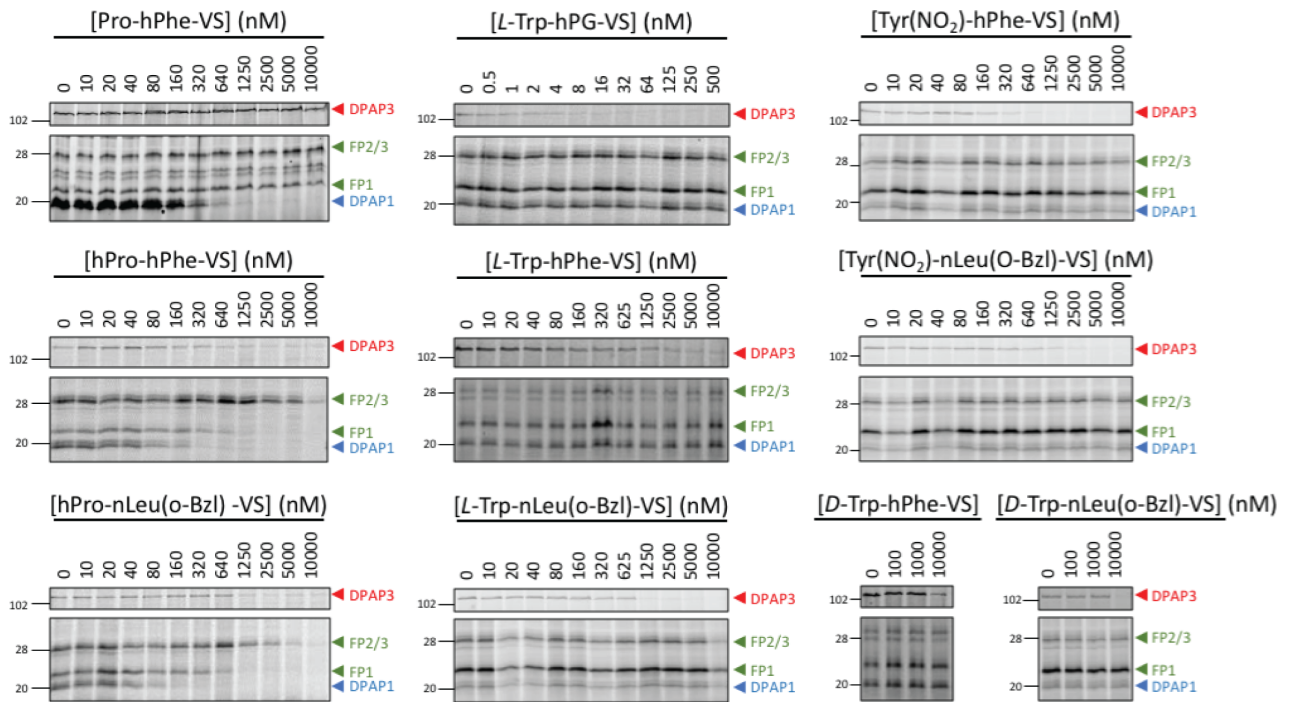 [Pro-hPhe-VS] (nM)
0 10 20 40 80 160 320 640 1250 2500 5000 10000
102
DPAP3
28
FP2/3
FP1
20
DPAP1
[L-Trp-hPG-VS] (nM)
0 0.5 1 2 4 8 16 32 64 125 250 500
102
DPAP3
28
FP2/3
FP1
20
DPAP1
[Tyr(NO2)-hPhe-VS] (nM)
0 10 20 40 80 160 320 640 1250 2500 5000 10000
102
DPAP3
28
FP2/3
FP1
20
DPAP1
[hPro-hPhe-VS] (nM)
0 10 20 40 80 160 320 640 1250 2500 5000 10000
102
DPAP3
28
FP2/3
FP1
20
DPAP1
[L-Trp-hPhe-VS] (nM)
0 10 20 40 80 160 320 625 1250 2500 5000 10000
102
DPAP3
28
FP2/3
FP1
20
DPAP1
[Tyr(NO2)-nLeu(O-Bzl)-VS] (nM)
0 10 20 40 80 160 320 640 1250 2500 5000 10000
102
DPAP3
28
FP2/3
FP1
20
DPAP1
[hPro-nLeu(o-Bzl) -VS] (nM)
0 10 20 40 80 160 320 640 1250 2500 5000 10000
102
DPAP3
28
FP2/3
FP1
20
DPAP1
[L-Trp-nLeu(o-Bzl)-VS] (nM)
0 10 20 40 80 160 320 625 1250 2500 5000 10000
102
DPAP3
28
FP2/3
FP1
20
DPAP1
[D-Trp-hPhe-VS]
0 100 1000 10000
102
20
[D-Trp-nLeu(o-Bzl)-VS] (nM)
0 100 1000 10000
102
DPAP3
28
FP2/3
FP1
20
DPAP1